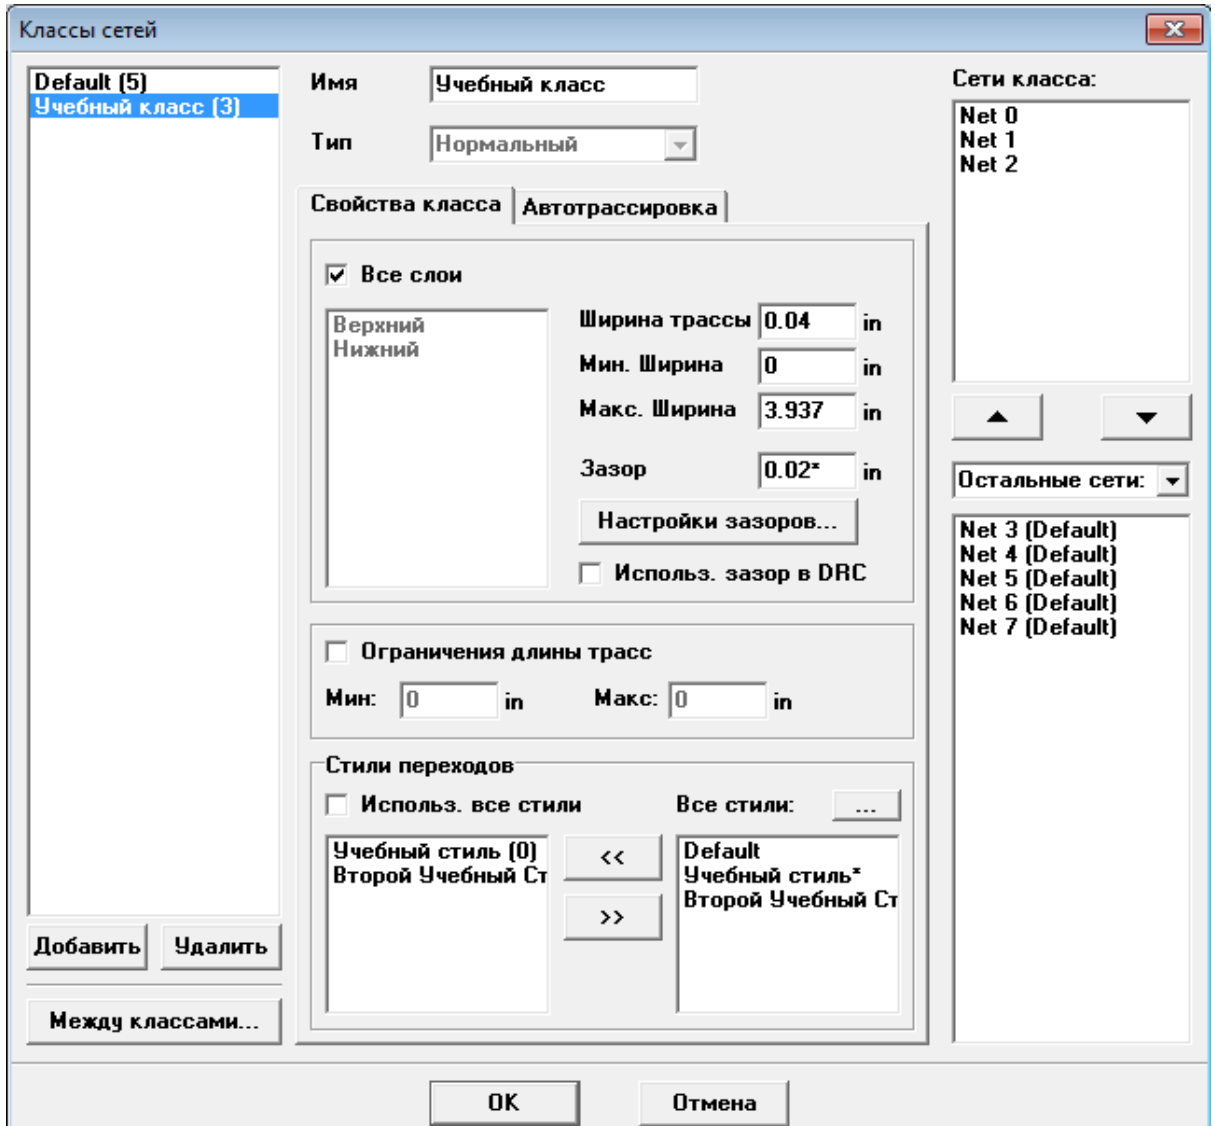 Классы сетей
Default (5)
Учебный класс (3)
Добавить
Удалить
Между классами...
Имя
Учебный класс
Тип
Нормальный
Свойства класса
Автотрассировка
Все слои
Верхний
Нижний
Ширина трассы 0.04 in
Мин. Ширина 0 in
Макс. Ширина 3.937 in
Зазор 0.02* in
Настройки зазоров...
Использ. зазор в DRC
Ограничения длины трасс
Мин: 0 in Макс: 0 in
Стили переходов
Использ. все стили
Все стили: ...
Учебный стиль (0)
Второй Учебный Ст
<<
>>
Default
Учебный стиль*
Второй Учебный Ст
Сети класса:
Net 0
Net 1
Net 2
Остальные сети:
Net 3 (Default)
Net 4 (Default)
Net 5 (Default)
Net 6 (Default)
Net 7 (Default)
OK
Отмена